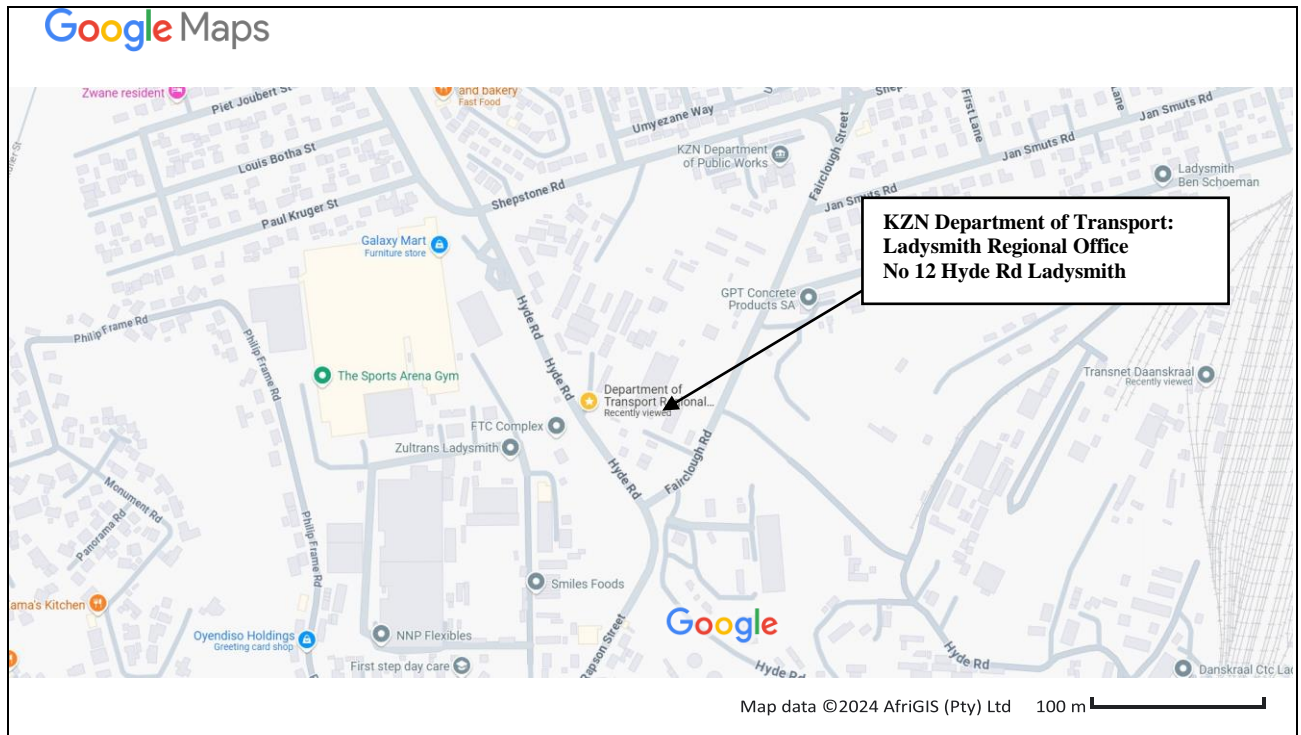 Google Maps
Zwane resident
Piet Joubert St
and bakery
Fast Food
Umyezane Way
First Lane
Lane
Jan Smuts Rd
Jan Smuts Rd
KZN Department
of Public Works
Fairclough Street
Louis Botha St
Ladysmith
Ben Schoeman
Shepstone Rd
Jan Smuts Rd
Paul Kruger St
KZN Department of Transport:
Ladysmith Regional Office
No 12 Hyde Rd Ladysmith
Galaxy Mart
Furniture store
GPT Concrete
Products SA
Hyde Rd
Philip Frame Rd
Philip Frame Rd
Hyde Rd
The Sports Arena Gym
Transnet Daanskraal
Recently viewed
Department of
Transport Regional...
Recently viewed
FTC Complex
Zultrans Ladysmith
Hyde Rd
Fairclough Rd
Monument Rd
Panorama Rd
Philip Frame Rd
Smiles Foods
ama's Kitchen
Google
Oyendiso Holdings
Greeting card shop
NNP Flexibles
First step day care
apson Street
Hyde Rd
Hyde Rd
Danskraal Ctc Lad
Map data ©2024 AfriGIS (Pty) Ltd 100 m